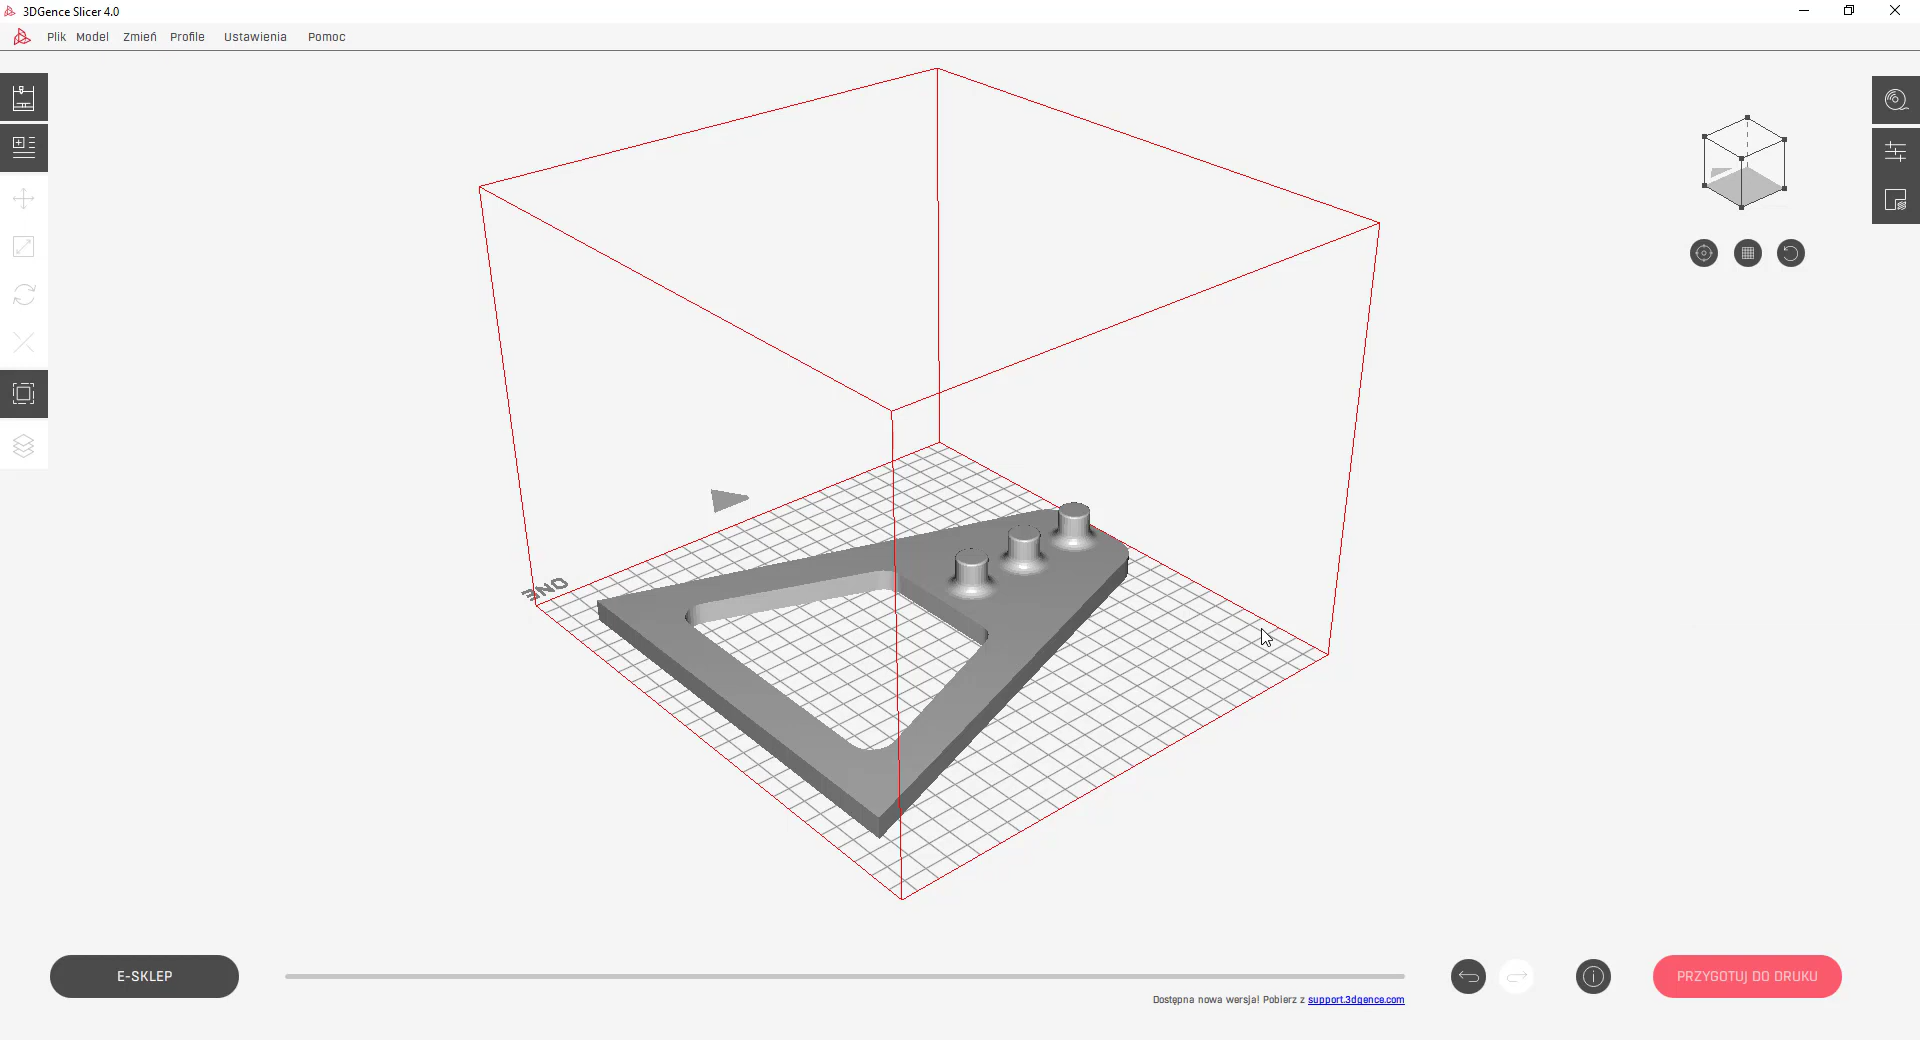 3DGence Slicer 4.0
Plik Model Zmień Profile Ustawienia Pomoc
ONE
E-SKLEP
PRZYGOTUJ DO DRUKU
Dostępna nowa wersja! Pobierz z support.3dgence.com